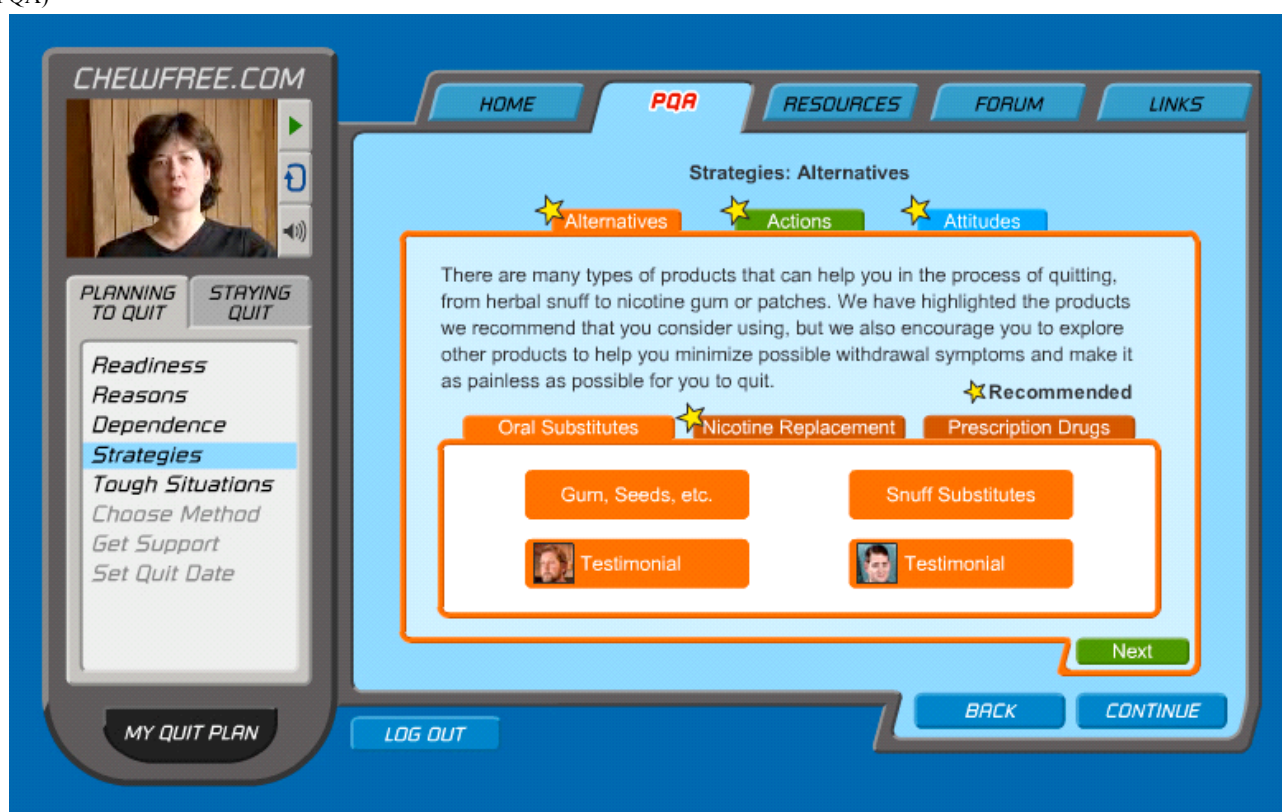 CHEWFREE.COM
HOME
PQA
RESOURCES
FORUM
LINKS
Strategies: Alternatives
Alternatives
Actions
Attitudes
There are many types of products that can help you in the process of quitting,
from herbal snuff to nicotine gum or patches. We have highlighted the products
we recommend that you consider using, but we also encourage you to explore
other products to help you minimize possible withdrawal symptoms and make it
as painless as possible for you to quit.
Recommended
Oral Substitutes
Nicotine Replacement
Prescription Drugs
Gum, Seeds, etc.
Snuff Substitutes
Testimonial
Testimonial
Next
BACK
CONTINUE
PLANNING
TO QUIT
STAYING
QUIT
Readiness
Reasons
Dependence
Strategies
Tough Situations
Choose Method
Get Support
Set Quit Date
MY QUIT PLAN
LOG OUT